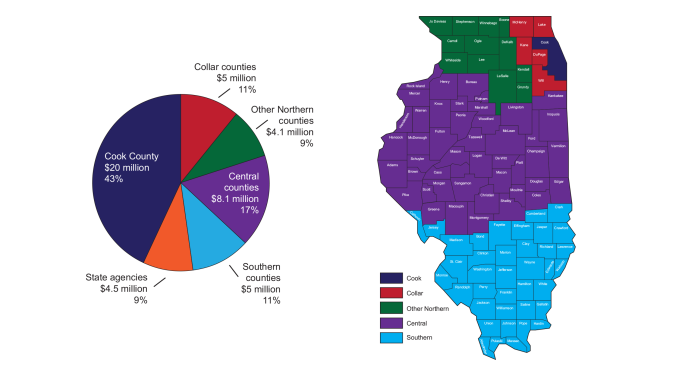 Collar counties
$5 million
11%
Other Northern
counties
$4.1 million
9%
Cook County
$20 million
43%
Central
counties
$8.1 million
17%
State agencies
$4.5 million
9%
Southern
counties
$5 million
11%
Jo Daviess
Stephenson
Winnebago
Boone
McHenry
Lake
Carroll
Ogle
DeKalb
Kane
Cook
DuPage
Whiteside
Lee
Kendall
Will
LaSalle
Grundy
Rock Island
Henry
Bureau
Mercer
Putnam
Kankakee
Knox
Stark
Marshall
Livingston
Warren
Peoria
Woodford
Iroquois
Hancock
McDonough
Fulton
Tazewell
McLean
Ford
Mason
Logan
De Witt
Champaign
Vermilion
Adams
Schuyler
Brown
Cass
Macon
Piatt
Pike
Scott
Morgan
Sangamon
Christian
Moultrie
Douglas
Edgar
Coles
Shelby
Greene
Macoupin
Montgomery
Cumberland
Clark
Jersey
Fayette
Effingham
Jasper
Crawford
Madison
Bond
Clay
Richland
Lawrence
St. Clair
Clinton
Marion
Wayne
Monroe
Washington
Jefferson
Randolph
Perry
Franklin
Hamilton
White
Jackson
Williamson
Saline
Gallatin
Union
Johnson
Pope
Hardin
Pulaski
Massac
Cook
Collar
Other Northern
Central
Southern